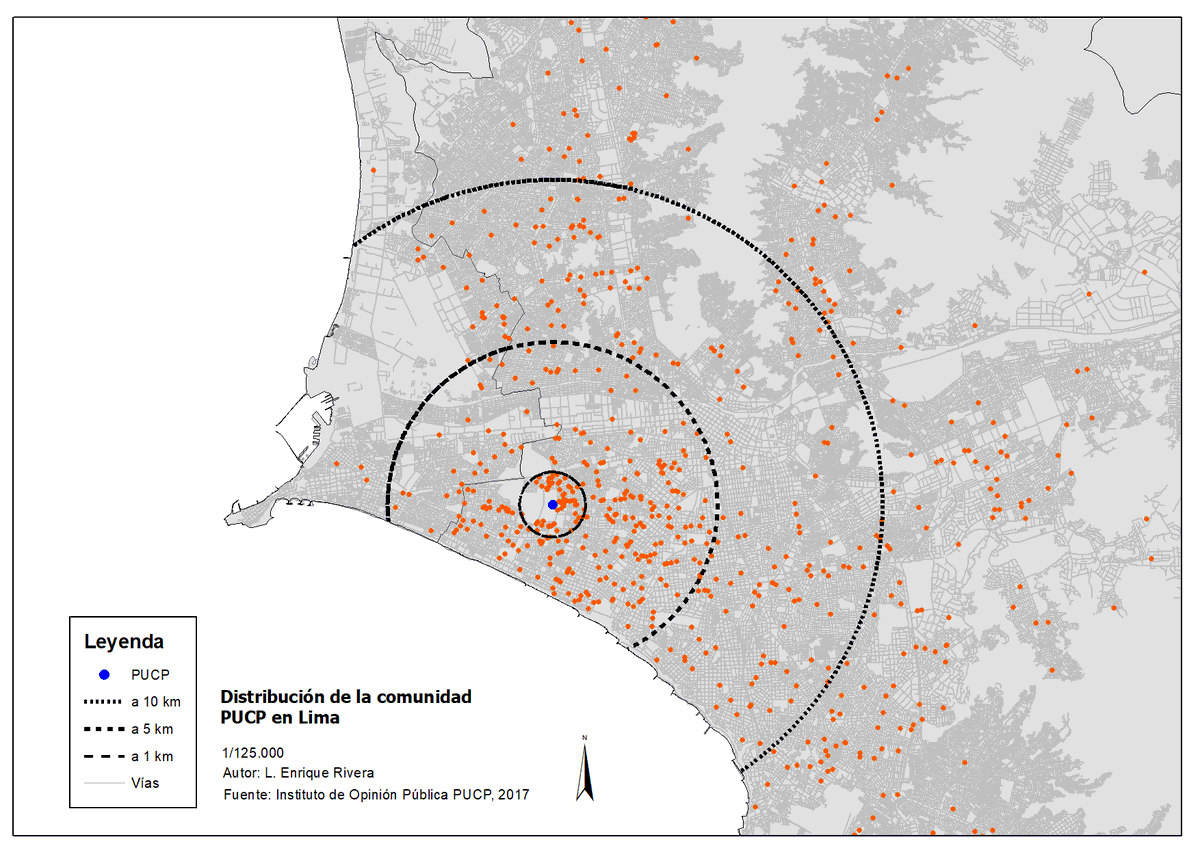 N
Leyenda
PUCP
a 10 km
a 5 km
a 1 km
Vías
Distribución de la comunidad
PUCP en Lima
1/125.000
Autor: L. Enrique Rivera
Fuente: Instituto de Opinión Pública PUCP, 2017